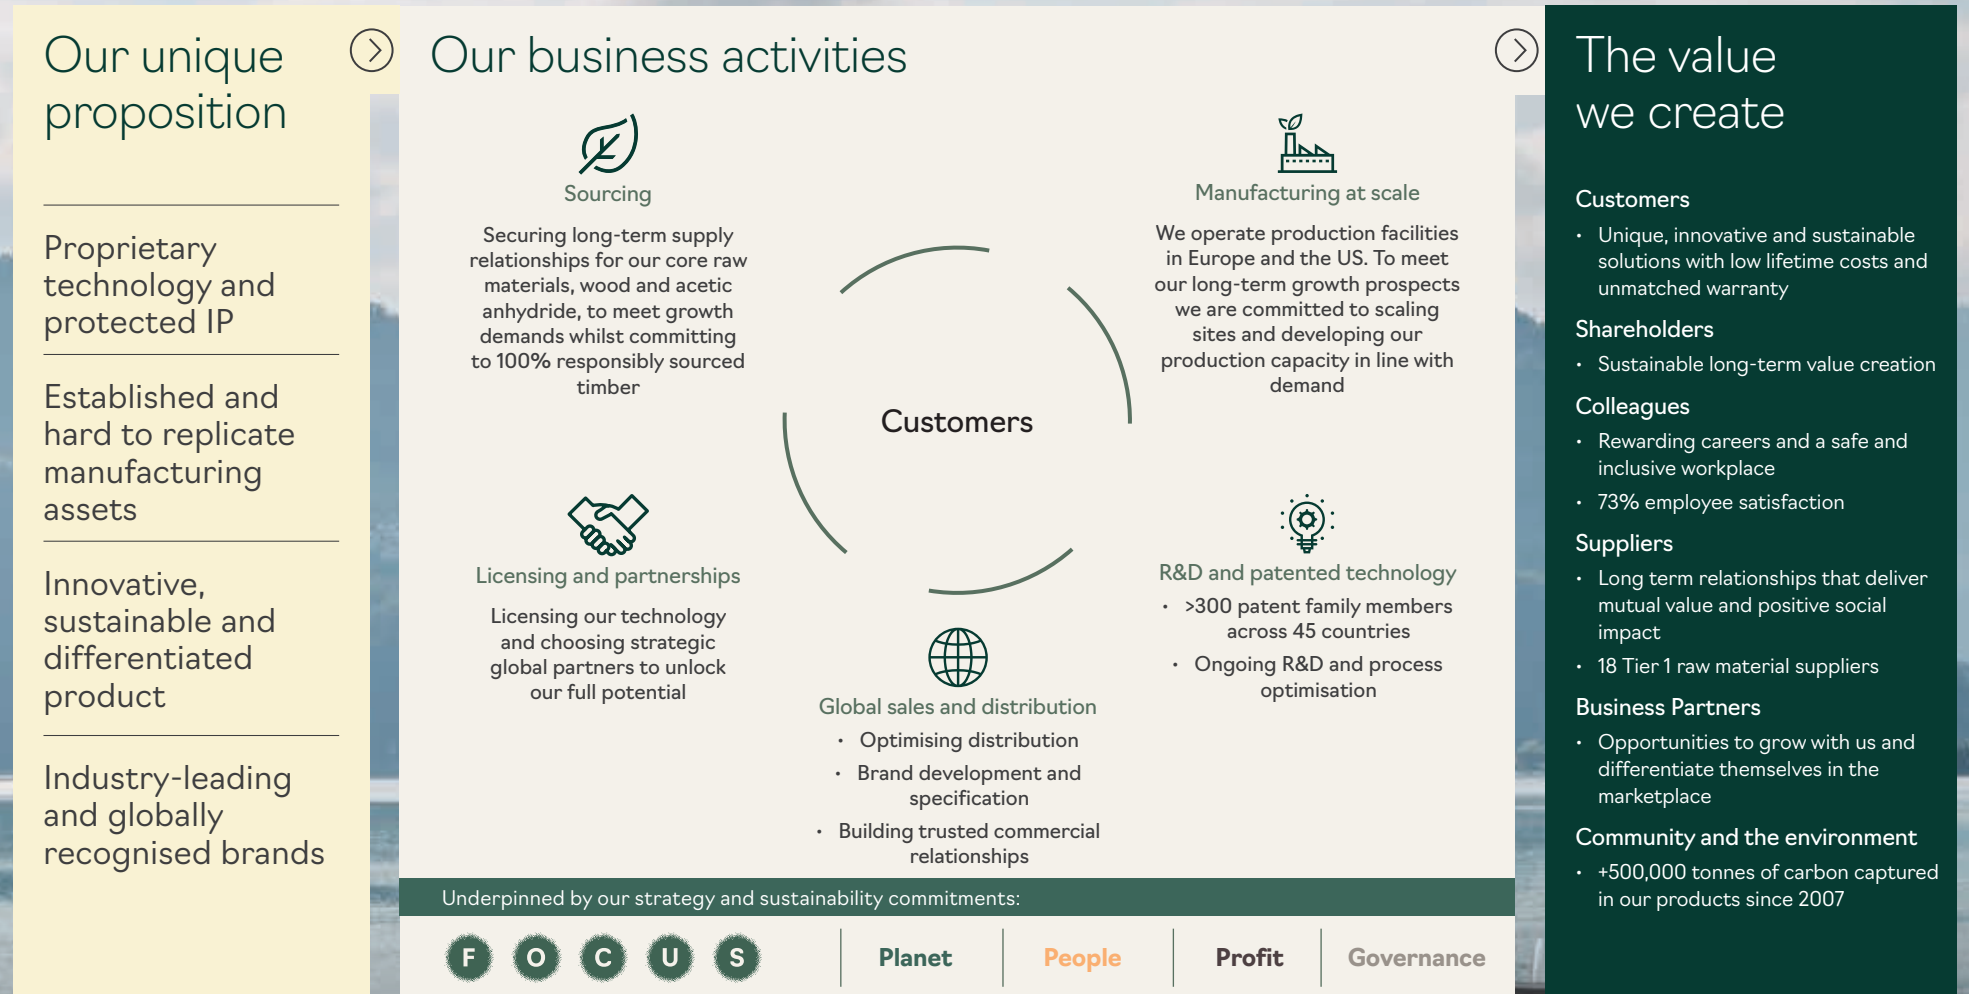 Our unique
proposition
Proprietary
technology and
protected IP
Established and
hard to replicate
manufacturing
assets
Innovative,
sustainable and
differentiated
product
Industry-leading
and globally
recognised brands
Our business activities
Sourcing
Securing long-term supply
relationships for our core raw
materials, wood and acetic
anhydride, to meet growth
demands whilst committing
to 100% responsibly sourced
timber
Manufacturing at scale
We operate production facilities
in Europe and the US. To meet
our long-term growth prospects
we are committed to scaling
sites and developing our
production capacity in line with
demand
Customers
Licensing and partnerships
Licensing our technology
and choosing strategic
global partners to unlock
our full potential
R&D and patented technology
• >300 patent family members
across 45 countries
• Ongoing R&D and process
optimisation
Global sales and distribution
• Optimising distribution
• Brand development and
specification
• Building trusted commercial
relationships
Underpinned by our strategy and sustainability commitments:
F O C U S
Planet
People
Profit
Governance
The value
we create
Customers
• Unique, innovative and sustainable
solutions with low lifetime costs and
unmatched warranty
Shareholders
• Sustainable long-term value creation
Colleagues
• Rewarding careers and a safe and
inclusive workplace
• 73% employee satisfaction
Suppliers
• Long term relationships that deliver
mutual value and positive social
impact
• 18 Tier 1 raw material suppliers
Business Partners
• Opportunities to grow with us and
differentiate themselves in the
marketplace
Community and the environment
• +500,000 tonnes of carbon captured
in our products since 2007